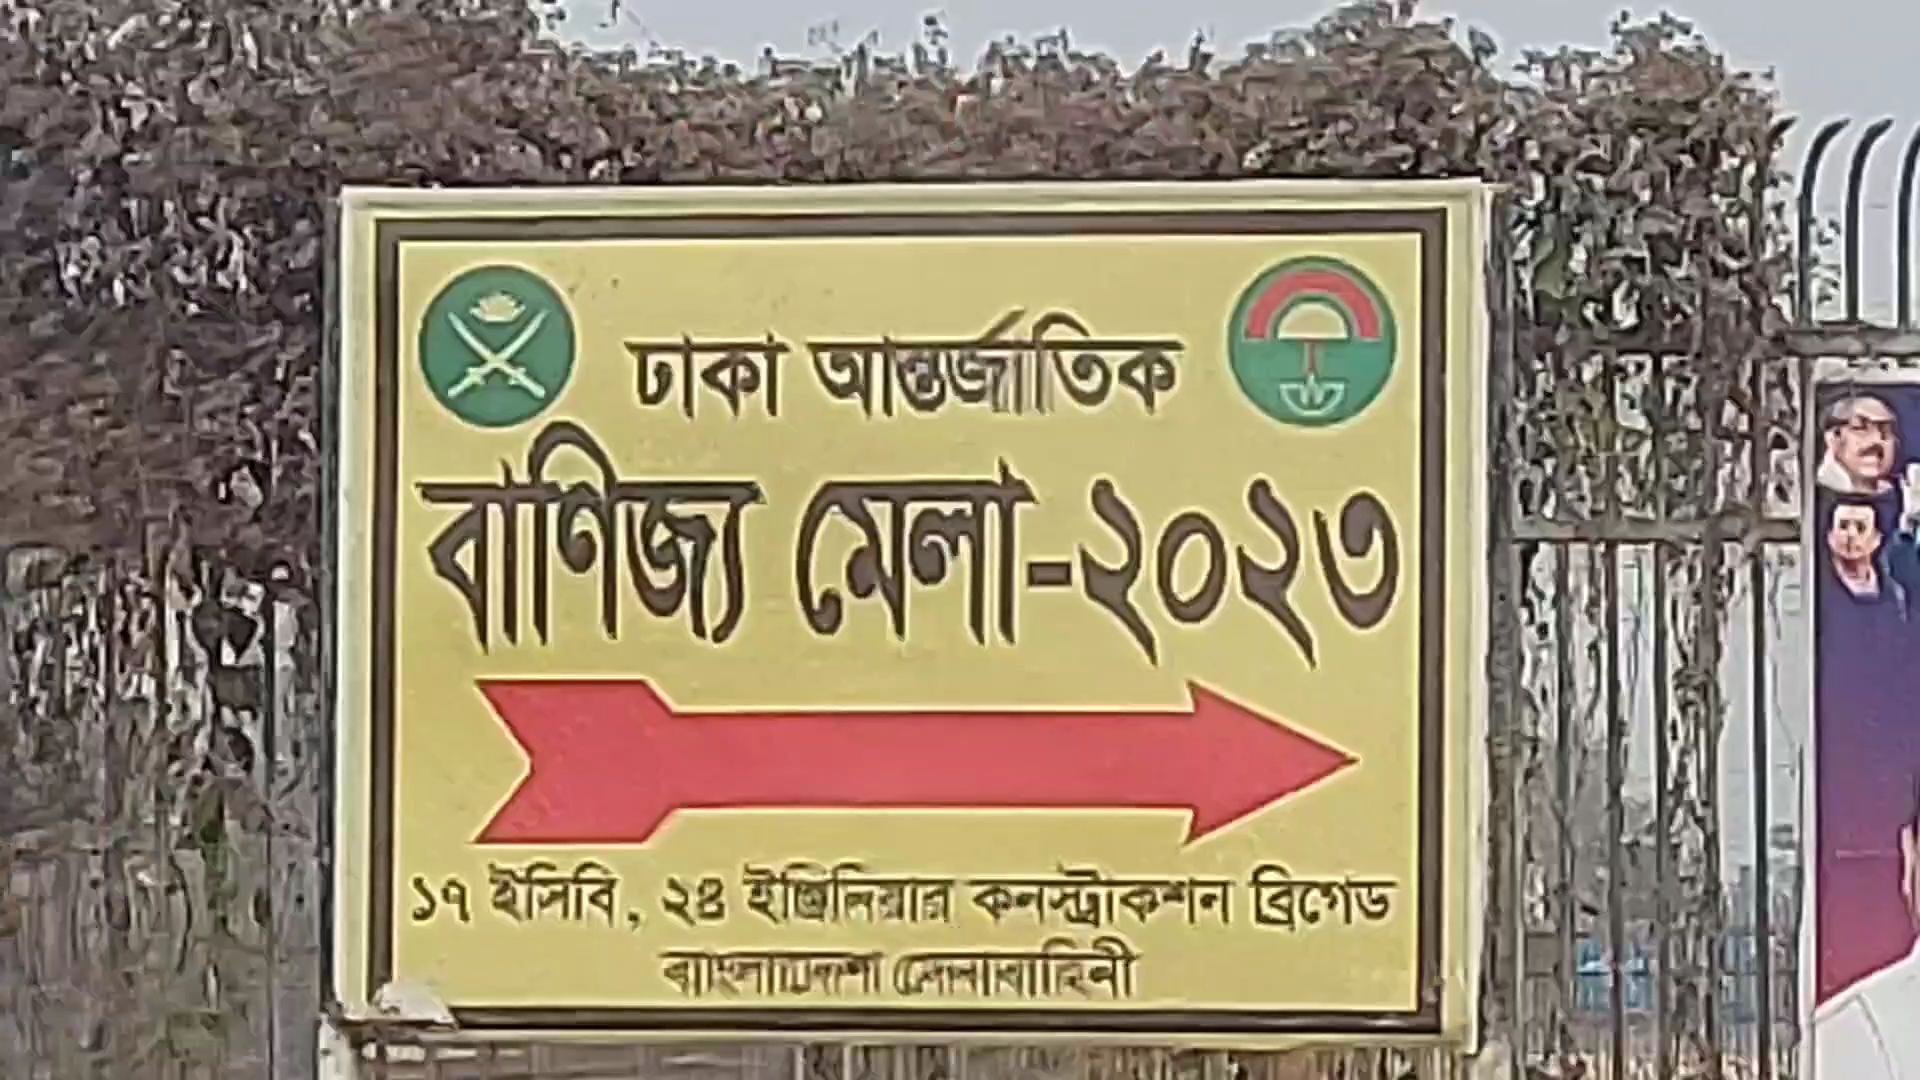 ঢাকা আন্তর্জাতিক
বাণিজ্য মেলা-২০২৩
১৭ ইসিবি, ২৪ ইঞ্জিনিয়ার কনস্ট্রাকশন ব্রিগেড
বাংলাদেশ সেনাবাহিনী